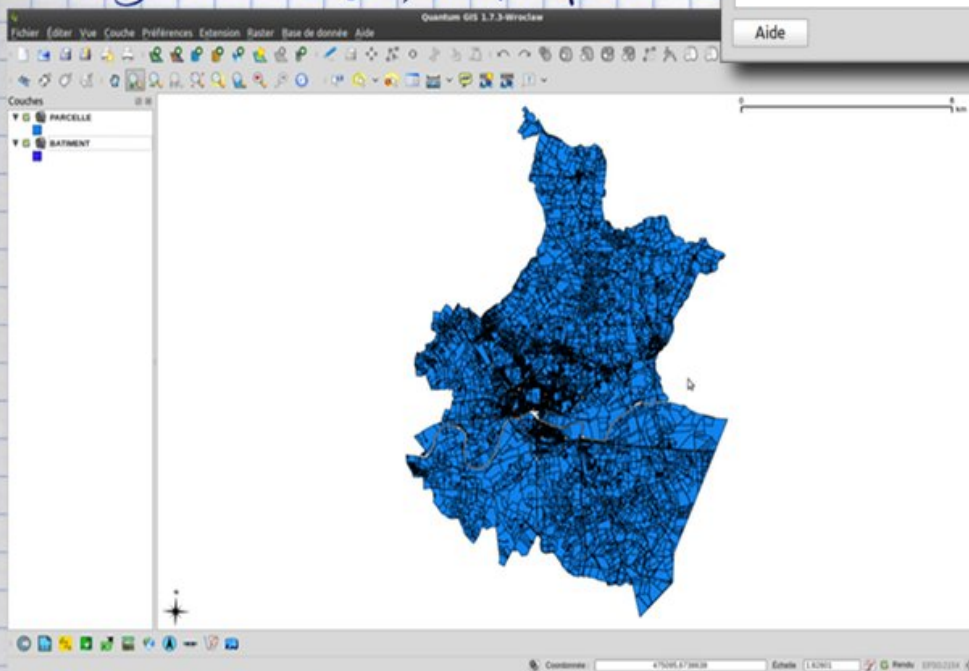 Aide
Quantum GIS 1.7.3-Wroclaw
Fichier Éditer Vue Couche Préférences Extension Raster Base de donnée Aide
Couches
PARCELLE
BATIMENT
0
km
Coordonnée :
Échelle
Rendu